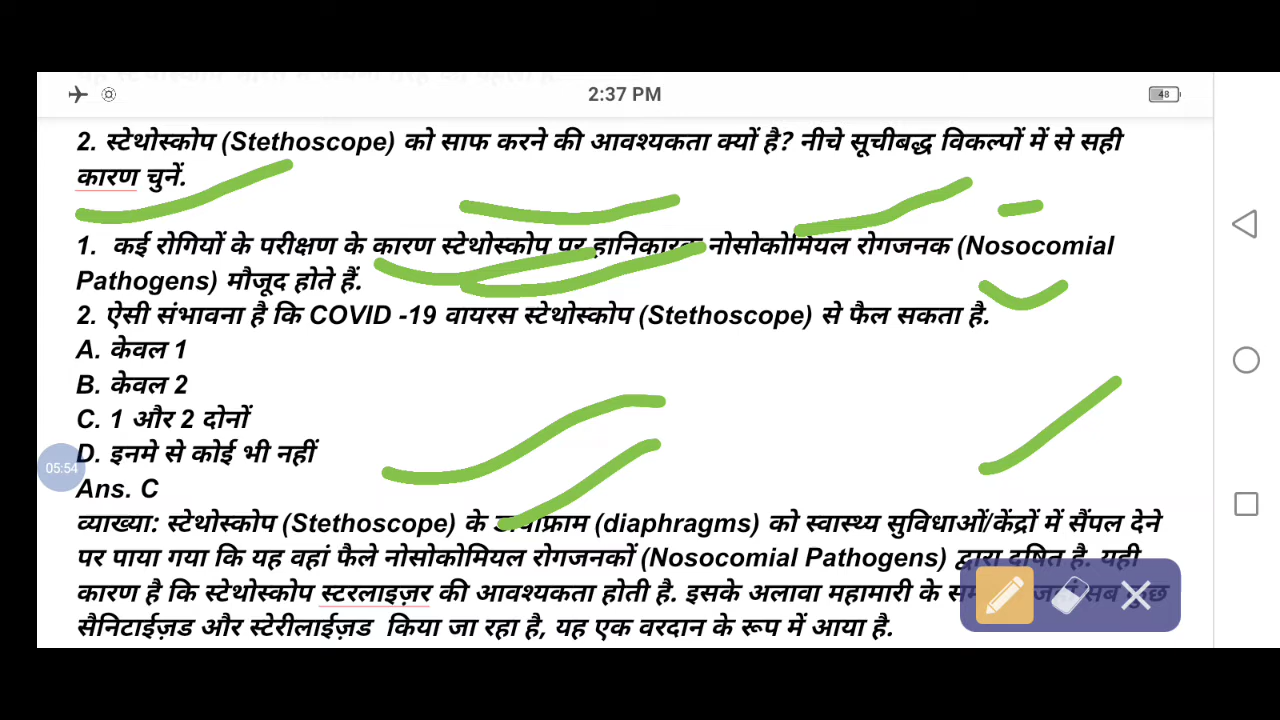 2:37 PM
48
2. स्टेथोस्कोप (Stethoscope) को साफ करने की आवश्यकता क्यों है? नीचे सूचीबद्ध विकल्पों में से सही
कारण चुनें.
1. कई रोगियों के परीक्षण के कारण स्टेथोस्कोप पर हानिकारक नोसोकोमियल रोगजनक (Nosocomial
Pathogens) मौजूद होते हैं.
2. ऐसी संभावना है कि COVID -19 वायरस स्टेथोस्कोप (Stethoscope) से फैल सकता है.
A. केवल 1
B. केवल 2
C. 1 और 2 दोनों
D. इनमे से कोई भी नहीं
05:54
Ans. C
व्याख्या: स्टेथोस्कोप (Stethoscope) के (diaphragms) को स्वास्थ्य सुविधाओं/केंद्रों में सैंपल देने
पर पाया गया कि यह वहां फैले नोसोकोमियल रोगजनकों (Nosocomial Pathogens) द्वारा दूषित है. यही
कारण है कि स्टेथोस्कोप स्टरलाइज़र की आवश्यकता होती है. इसके अलावा महामारी के सब कुछ
सैनिटाईज़ड और स्टेरीलाईज़ड किया जा रहा है, यह एक वरदान के रूप में आया है.